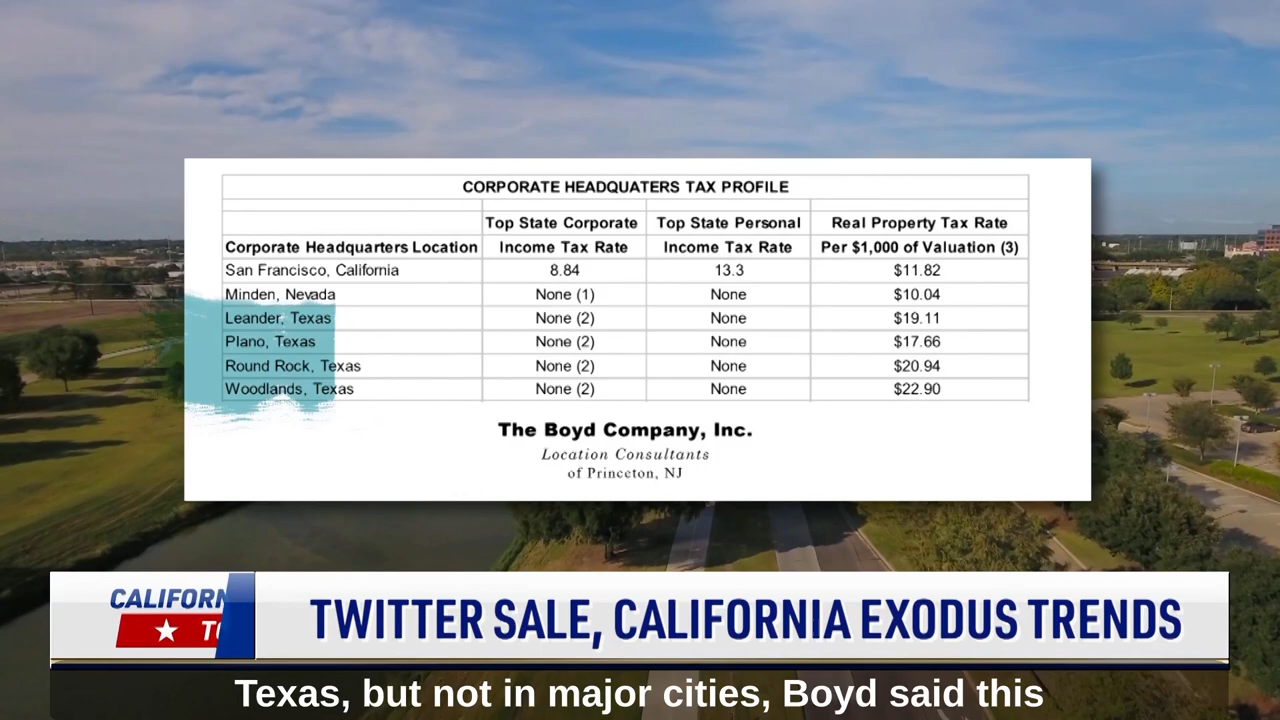 CORPORATE HEADQUATERS TAX PROFILE
Top State Corporate Top State Personal Real Property Tax Rate
Corporate Headquarters Location Income Tax Rate Income Tax Rate Per $1,000 of Valuation (3)
San Francisco, California 8.84 13.3 $11.82
Minden, Nevada None (1) None $10.04
Leander, Texas None (2) None $19.11
Plano, Texas None (2) None $17.66
Round Rock, Texas None (2) None $20.94
Woodlands, Texas None (2) None $22.90
The Boyd Company, Inc.
Location Consultants
of Princeton, NJ
CALIFORN
TO
TWITTER SALE, CALIFORNIA EXODUS TRENDS
Texas, but not in major cities, Boyd said this